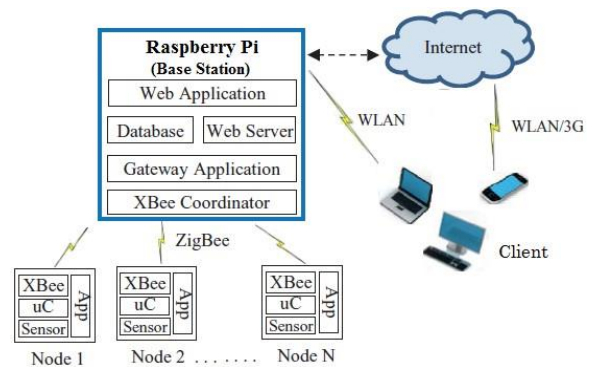 Raspberry Pi
(Base Station)
Web Application
Database
Web Server
Gateway Application
XBee Coordinator
Internet
WLAN
WLAN/3G
Client
ZigBee
XBee
uC
Sensor
App
Node 1
XBee
uC
Sensor
App
Node 2 . . . . . . .
XBee
uC
Sensor
App
Node N